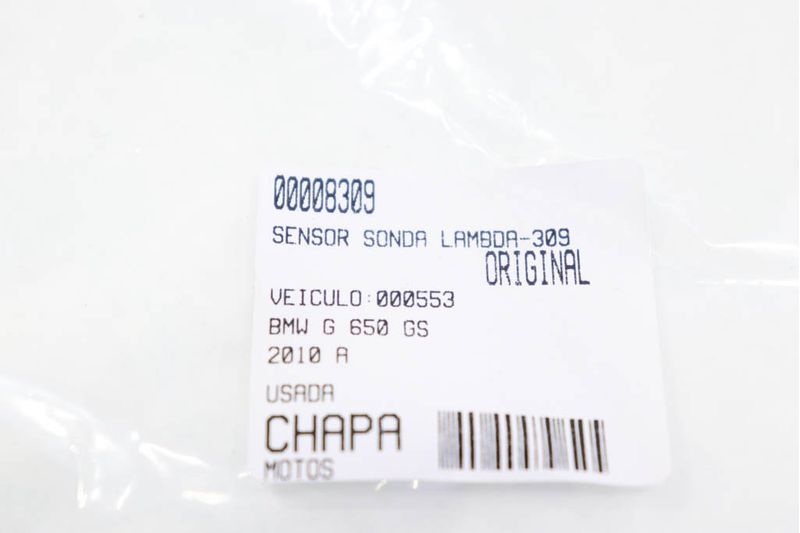 00008309
SENSOR SONDA LAMBDA-309
ORIGINAL
VEICULO:000553
BMW G 650 GS
2010 A
USADA
CHAPA
MOTOS